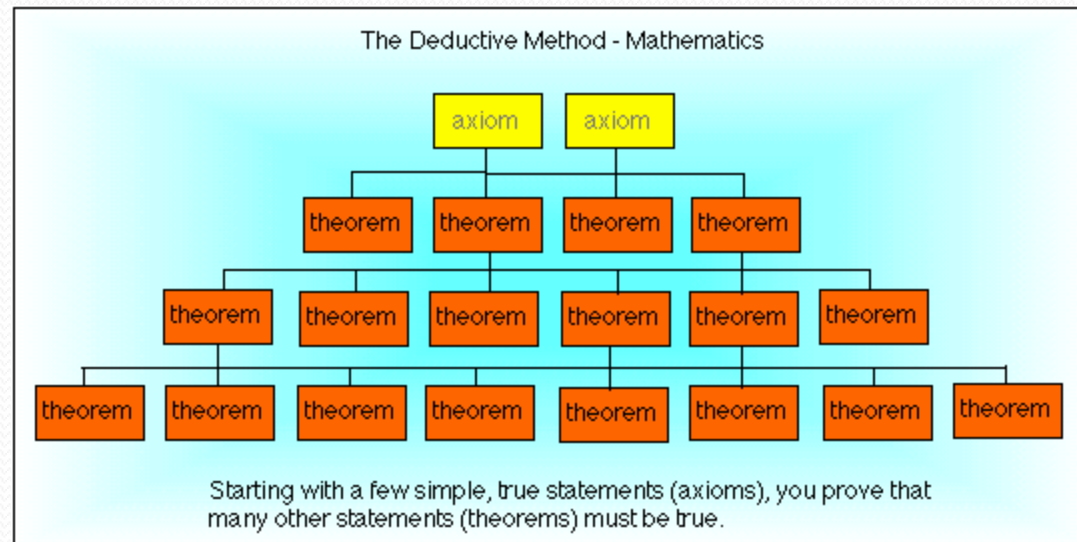 The Deductive Method - Mathematics
axiom axiom
theorem theorem theorem theorem
theorem theorem theorem theorem theorem theorem
theorem theorem theorem theorem theorem theorem theorem theorem
Starting with a few simple, true statements (axioms), you prove that
many other statements (theorems) must be true.